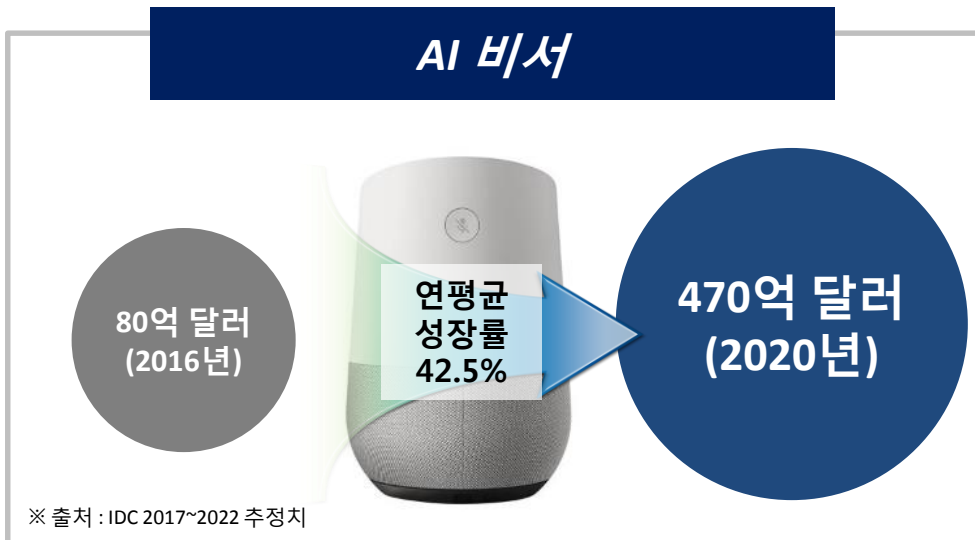 AI 비서
80억 달러
(2016년)
연평균
성장률
42.5%
470억 달러
(2020년)
※ 출처 : IDC 2017~2022 추정치